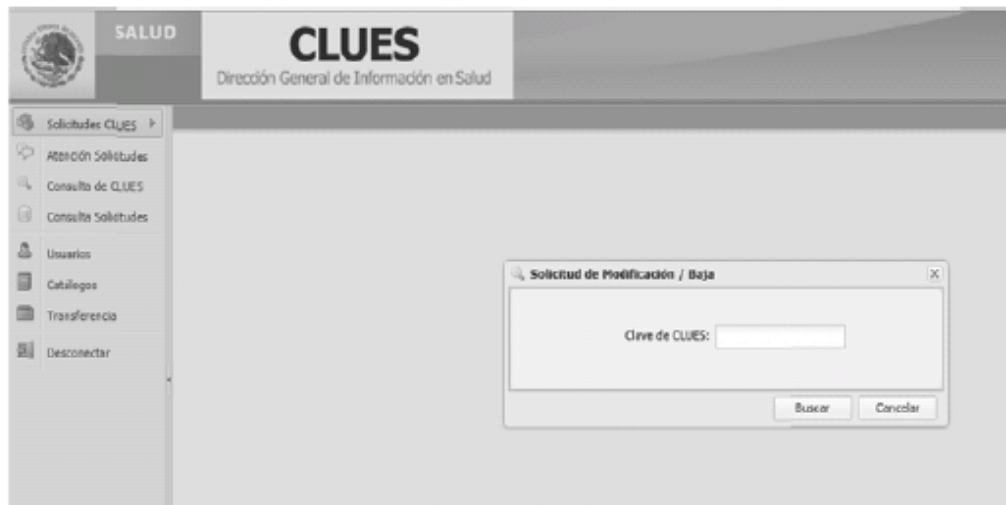 SALUD
CLUES
Dirección General de Información en Salud
Solicitudes CLUES
Atención Solicitudes
Consulta de CLUES
Consulta Solicitudes
Usuarios
Catálogos
Transferencia
Desconectar
Solicitud de Modificación / Baja
Clave de CLUES:
Buscar Cancelar